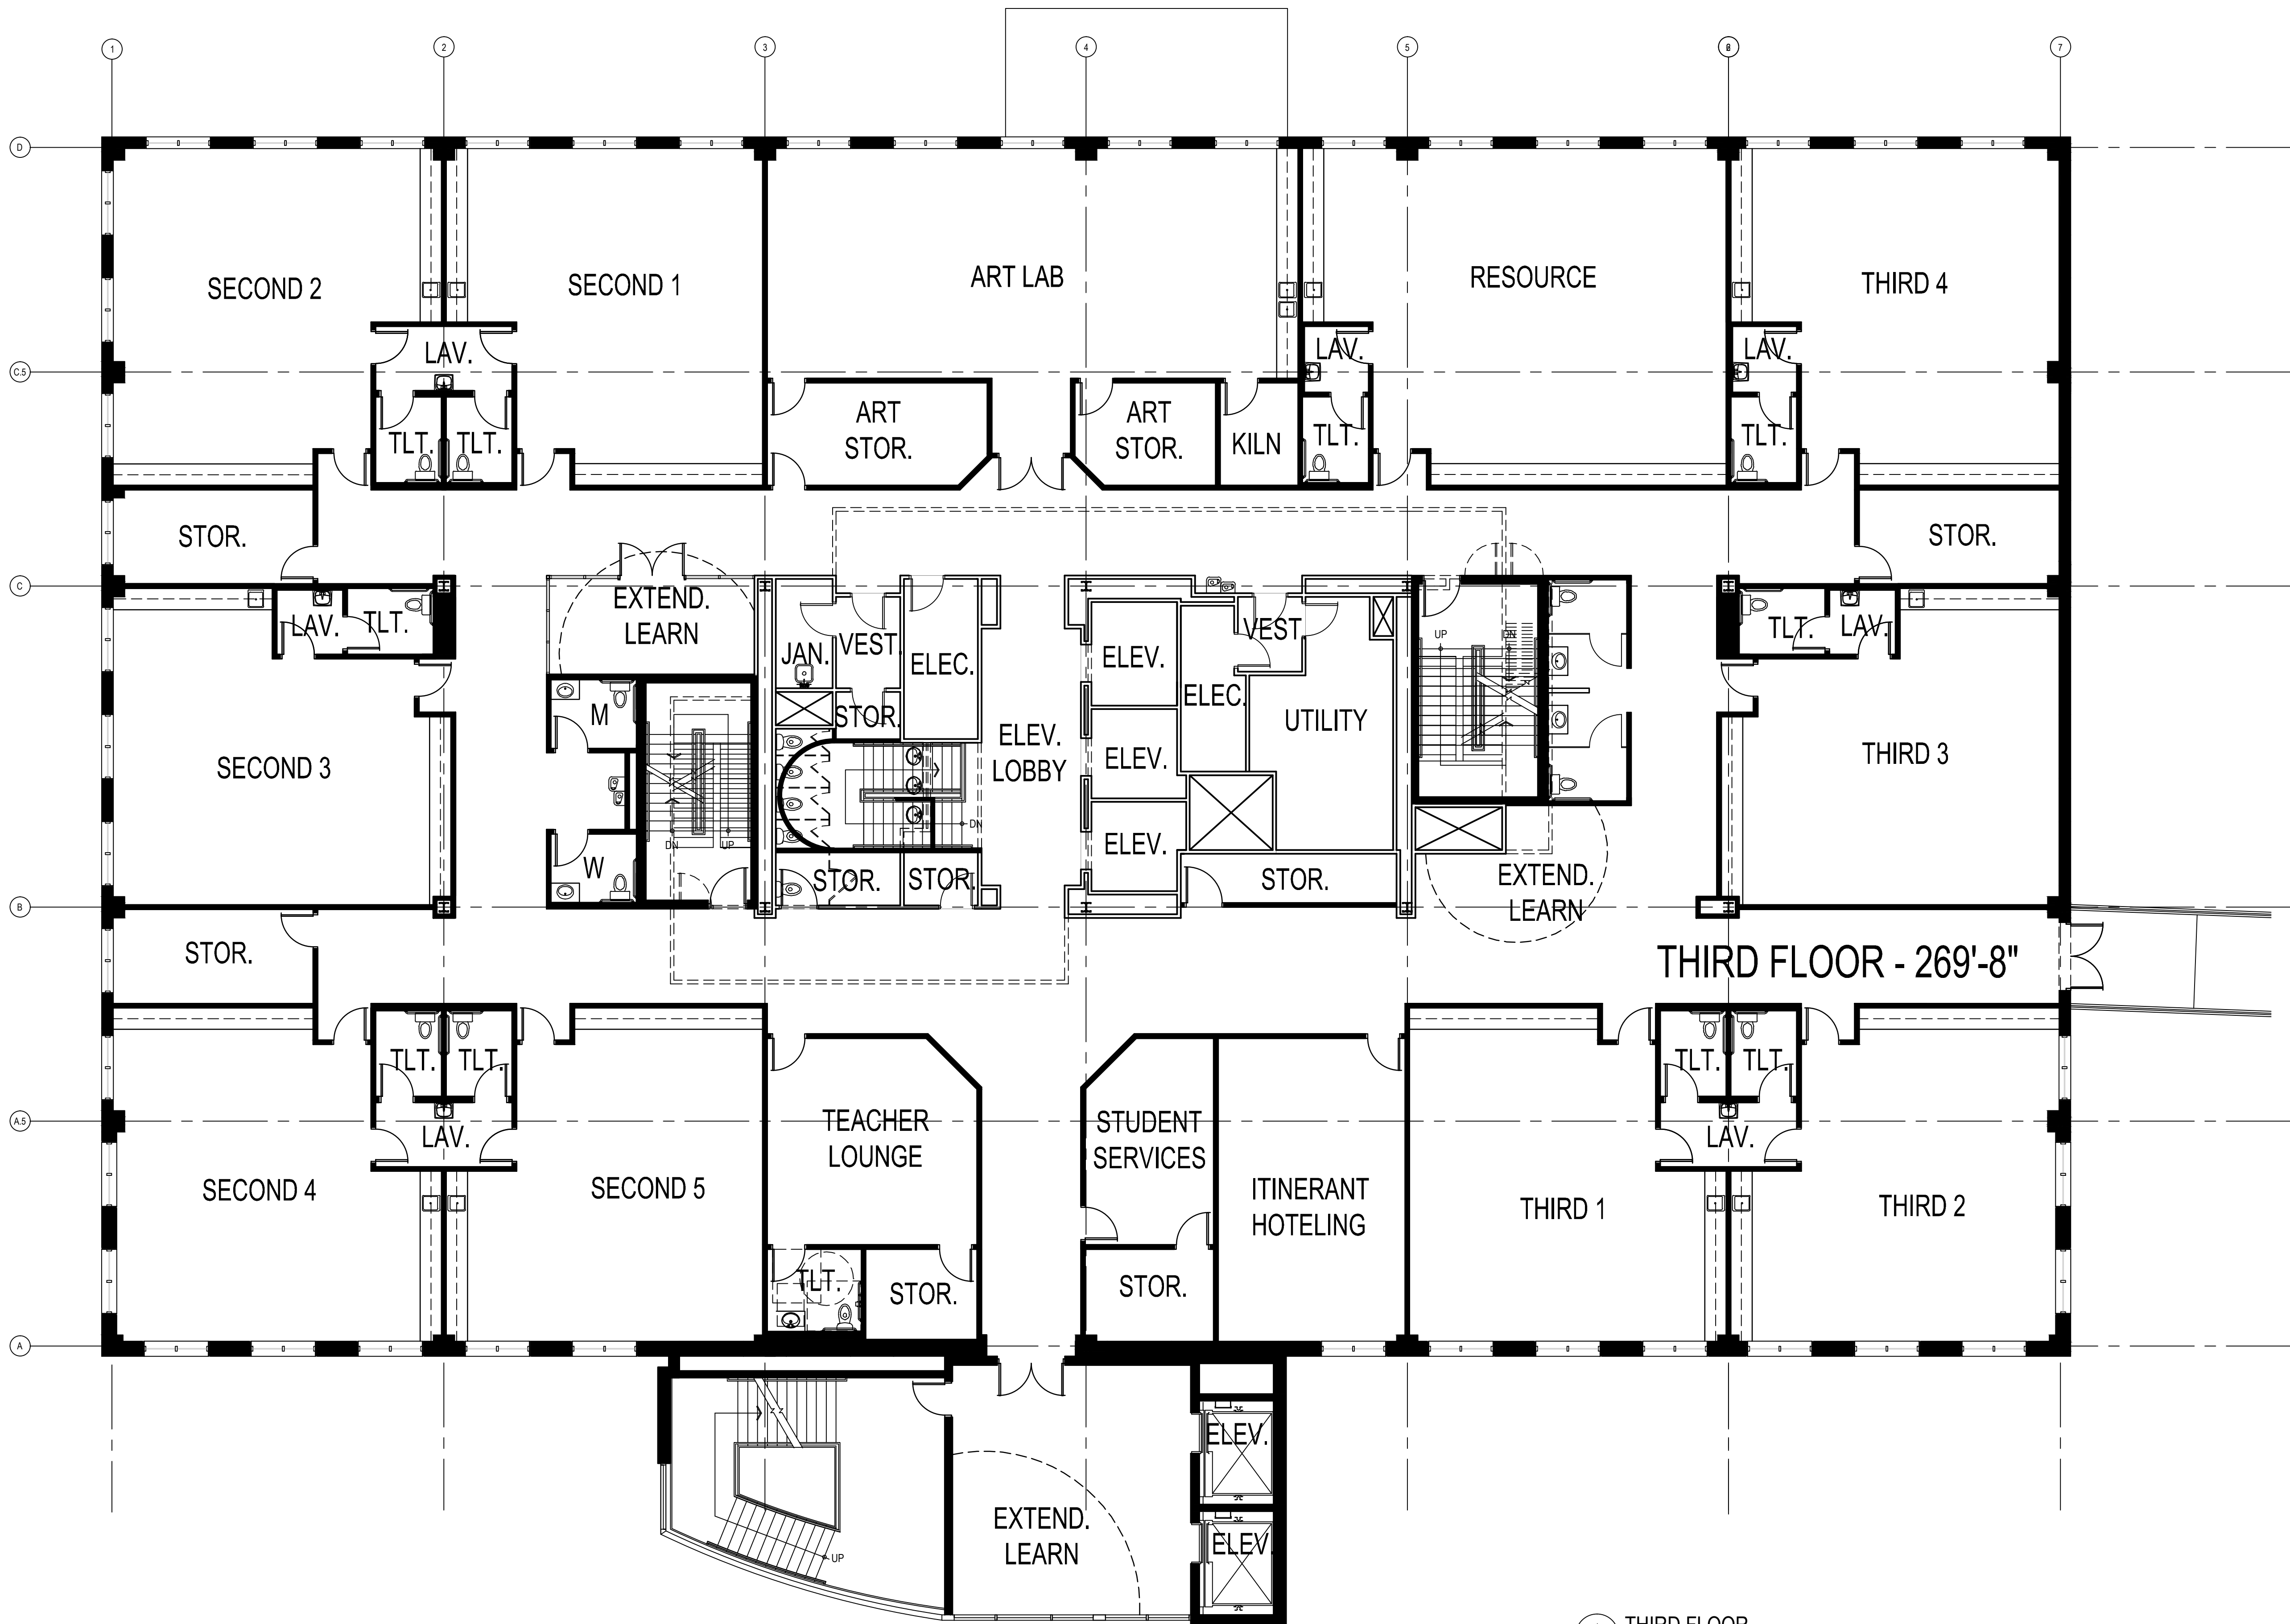 1
2
3
4
5
7
D
SECOND 2
SECOND 1
ART LAB
RESOURCE
THIRD 4
C.5
LAV.
LAV.
LAV.
TLT.
TLT.
ART
STOR.
ART
STOR.
KILN
TLT.
TLT.
STOR.
STOR.
C
EXTEND.
LEARN
LAV.
TLT.
JAN.
VEST.
ELEC.
ELEV.
VEST.
UP
DN
TLT.
LAV.
M
STOR.
ELEC.
UTILITY
ELEV.
LOBBY
ELEV.
SECOND 3
THIRD 3
DN
DN
UP
ELEV.
W
STOR.
STOR.
STOR.
EXTEND.
LEARN
B
STOR.
THIRD FLOOR - 269'-8"
TLT.
TLT.
TLT.
TLT.
A.5
LAV.
TEACHER
LOUNGE
STUDENT
SERVICES
LAV.
SECOND 4
SECOND 5
ITINERANT
HOTELING
THIRD 1
THIRD 2
TLT.
STOR.
STOR.
A
ELEV.
EXTEND.
LEARN
ELEV.
UP
THIRD FLOOR